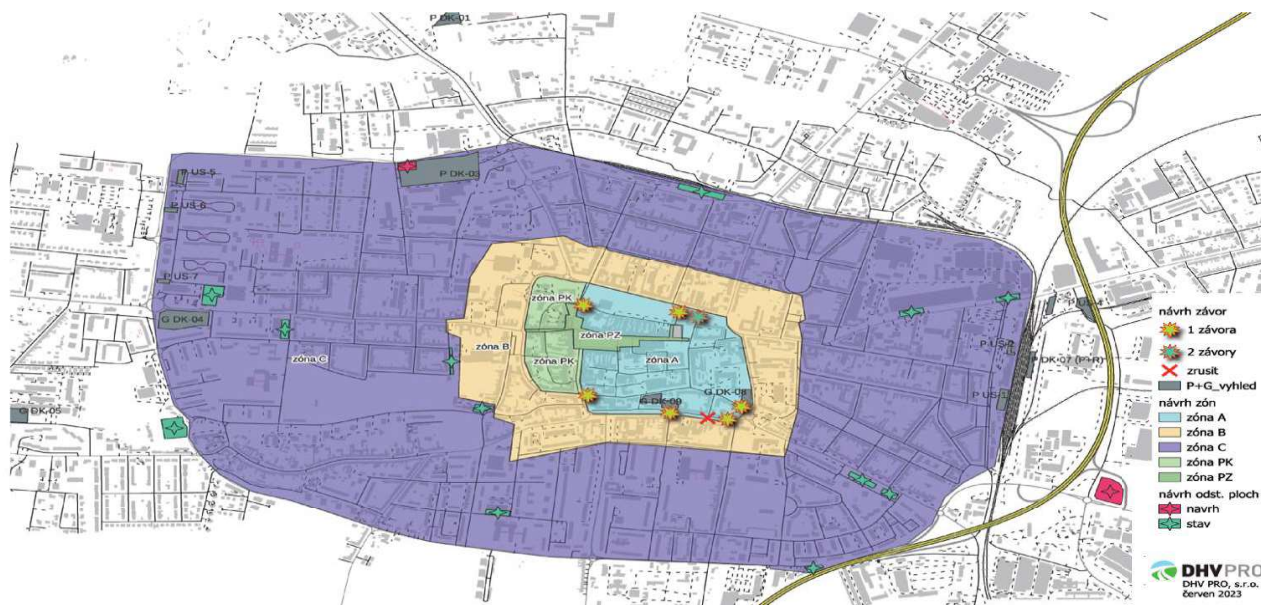 P DK-01
P US-5
P DK-03
P US-6
P US-7
G DK-04
zóna PK
zóna PZ
zóna B
zóna PK
zóna A
zóna C
P US-2
P DK-07 (P+R)
G DK-08
G DK-09
P US-1
G DK-05
návrh závor
1 závora
2 závory
zrusit
P+G_vyhled
návrh zón
zóna A
zóna B
zóna C
zóna PK
zóna PZ
návrh odst. ploch
navrh
stav
DHV PRO
DHV PRO, s.r.o.
červen 2023